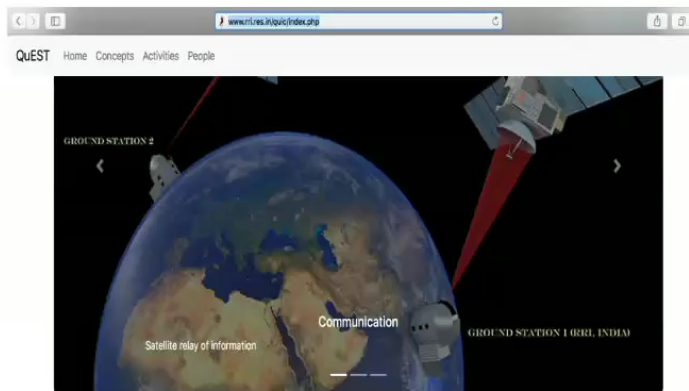 www.rri.res.in/quic/index.php
QuEST Home Concepts Activities People
GROUND STATION 2
Communication
GROUND STATION 1 (RRI, INDIA)
Satellite relay of information